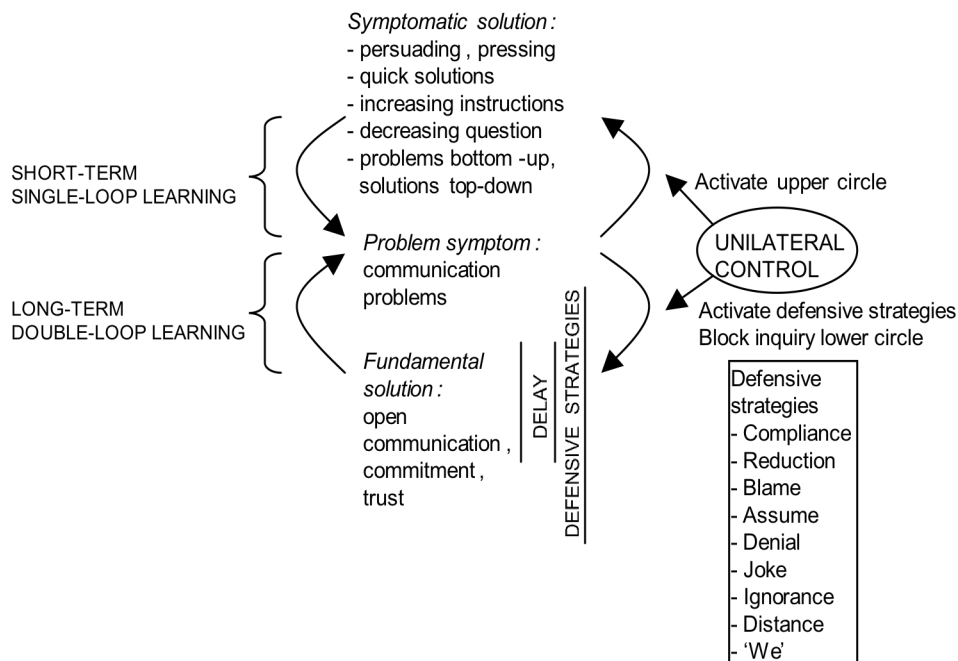 Symptomatic solution :
- persuading , pressing
- quick solutions
- increasing instructions
- decreasing question
- problems bottom -up,
solutions top-down
SHORT-TERM
SINGLE-LOOP LEARNING
Activate upper circle
Problem symptom :
communication
problems
UNILATERAL
CONTROL
LONG-TERM
DOUBLE-LOOP LEARNING
Activate defensive strategies
Block inquiry lower circle
Fundamental
solution :
open
communication ,
commitment ,
trust
DELAY
DEFENSIVE STRATEGIES
Defensive
strategies
- Compliance
- Reduction
- Blame
- Assume
- Denial
- Joke
- Ignorance
- Distance
- ‘We’